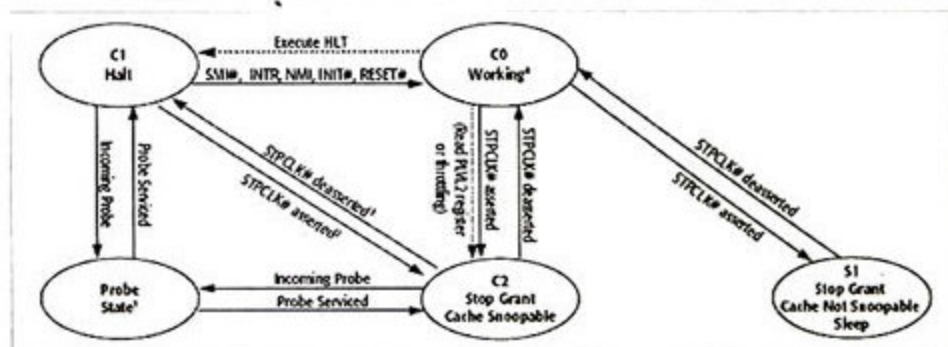 C1
Halt
Execute HLT
SMI#, INTR, NMI, INIT#, RESET#
C0
Working4
Incoming Probe
Probe Serviced
STPCLK# deasserted3
STPCLK# asserted2
(Read PLVL2 register
or throttling)
STPCLK# asserted
STPCLK# deasserted
STPCLK# deasserted
STPCLK# asserted
Probe
State1
Incoming Probe
Probe Serviced
C2
Stop Grant
Cache Snoopable
S1
Stop Grant
Cache Not Snoopable
Sleep